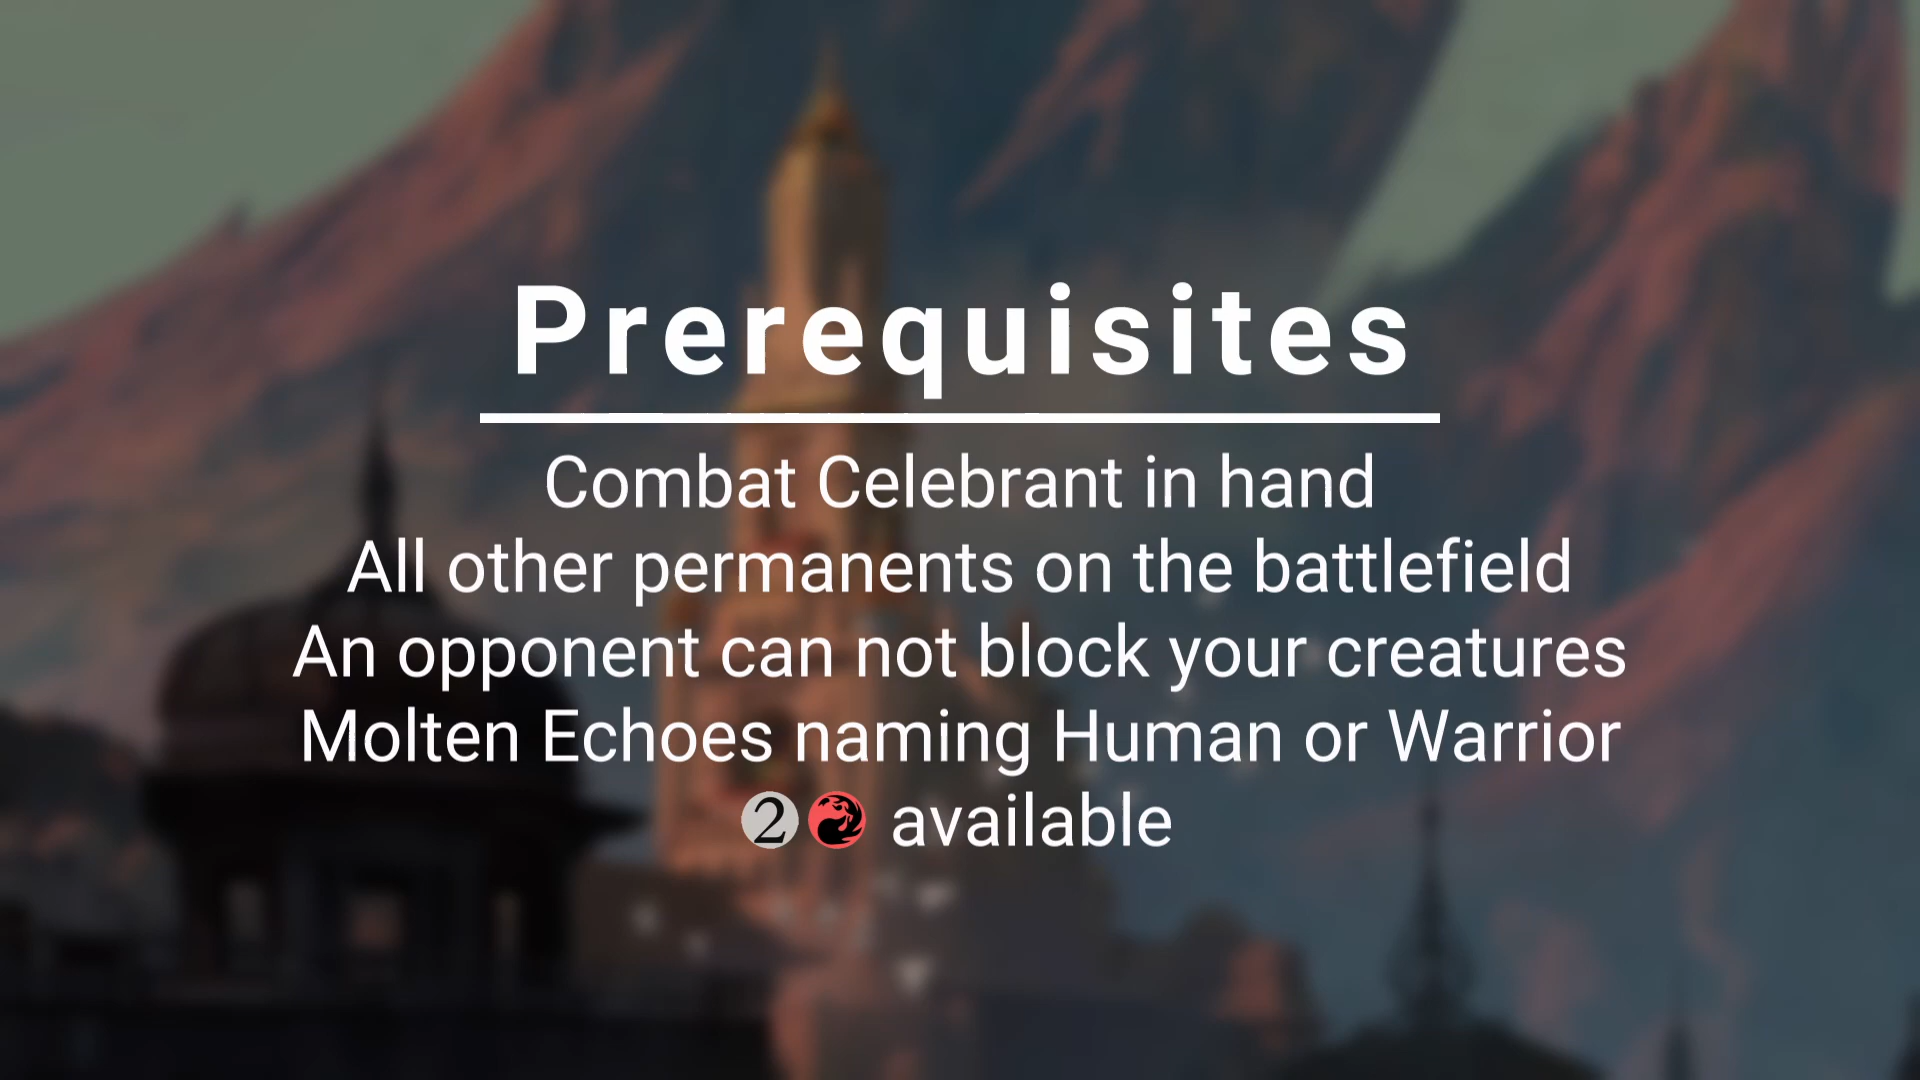 Prerequisites
Combat Celebrant in hand
All other permanents on the battlefield
An opponent can not block your creatures
Molten Echoes naming Human or Warrior
2 available